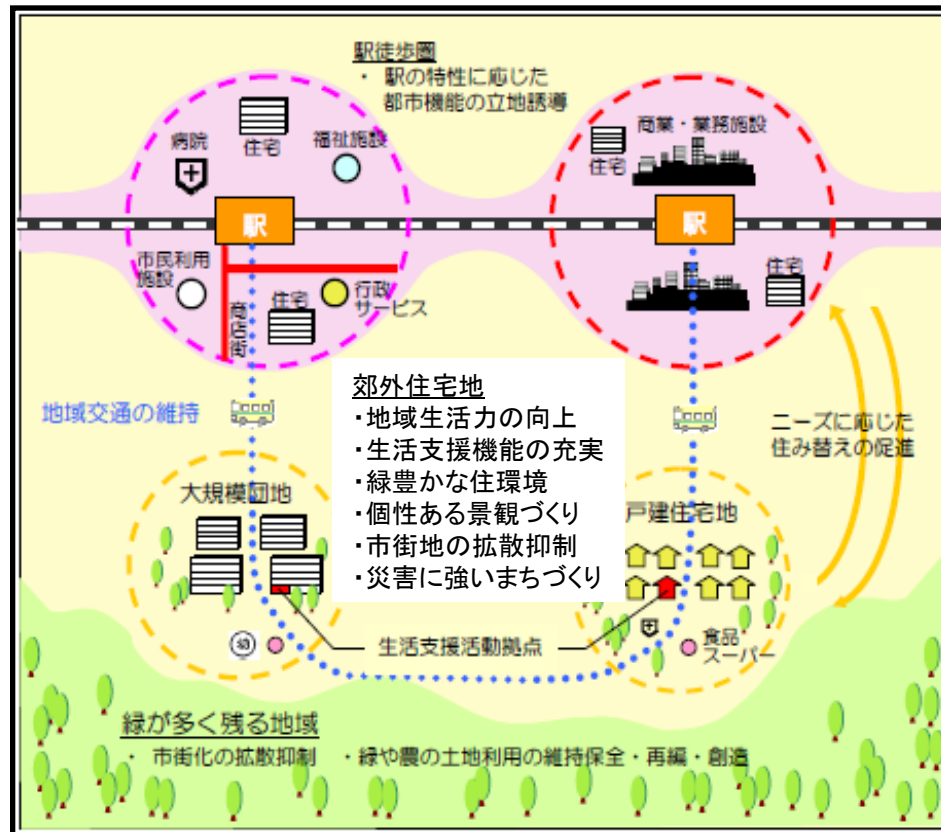 駅徒歩圏
・ 駅の特性に応じた
都市機能の立地誘導
病院
住宅
福祉施設
住宅
商業・業務施設
駅
駅
市民利用
施設
商店街
住宅
行政
サービス
住宅
地域交通の維持
郊外住宅地
・地域生活力の向上
・生活支援機能の充実
・緑豊かな住環境
・個性ある景観づくり
・市街地の拡散抑制
・災害に強いまちづくり
ニーズに応じた
住み替えの促進
大規模団地
戸建住宅地
幼
生活支援活動拠点
食品
スーパー
緑が多く残る地域
・ 市街化の拡散抑制 ・緑や農の土地利用の維持保全・再編・創造